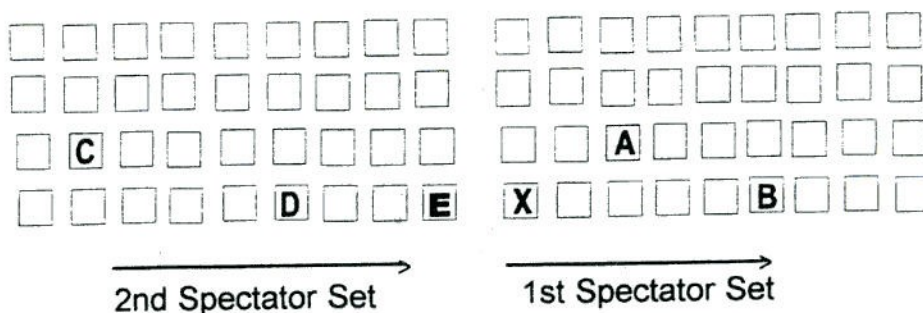 C A
D E X B
2nd Spectator Set 1st Spectator Set